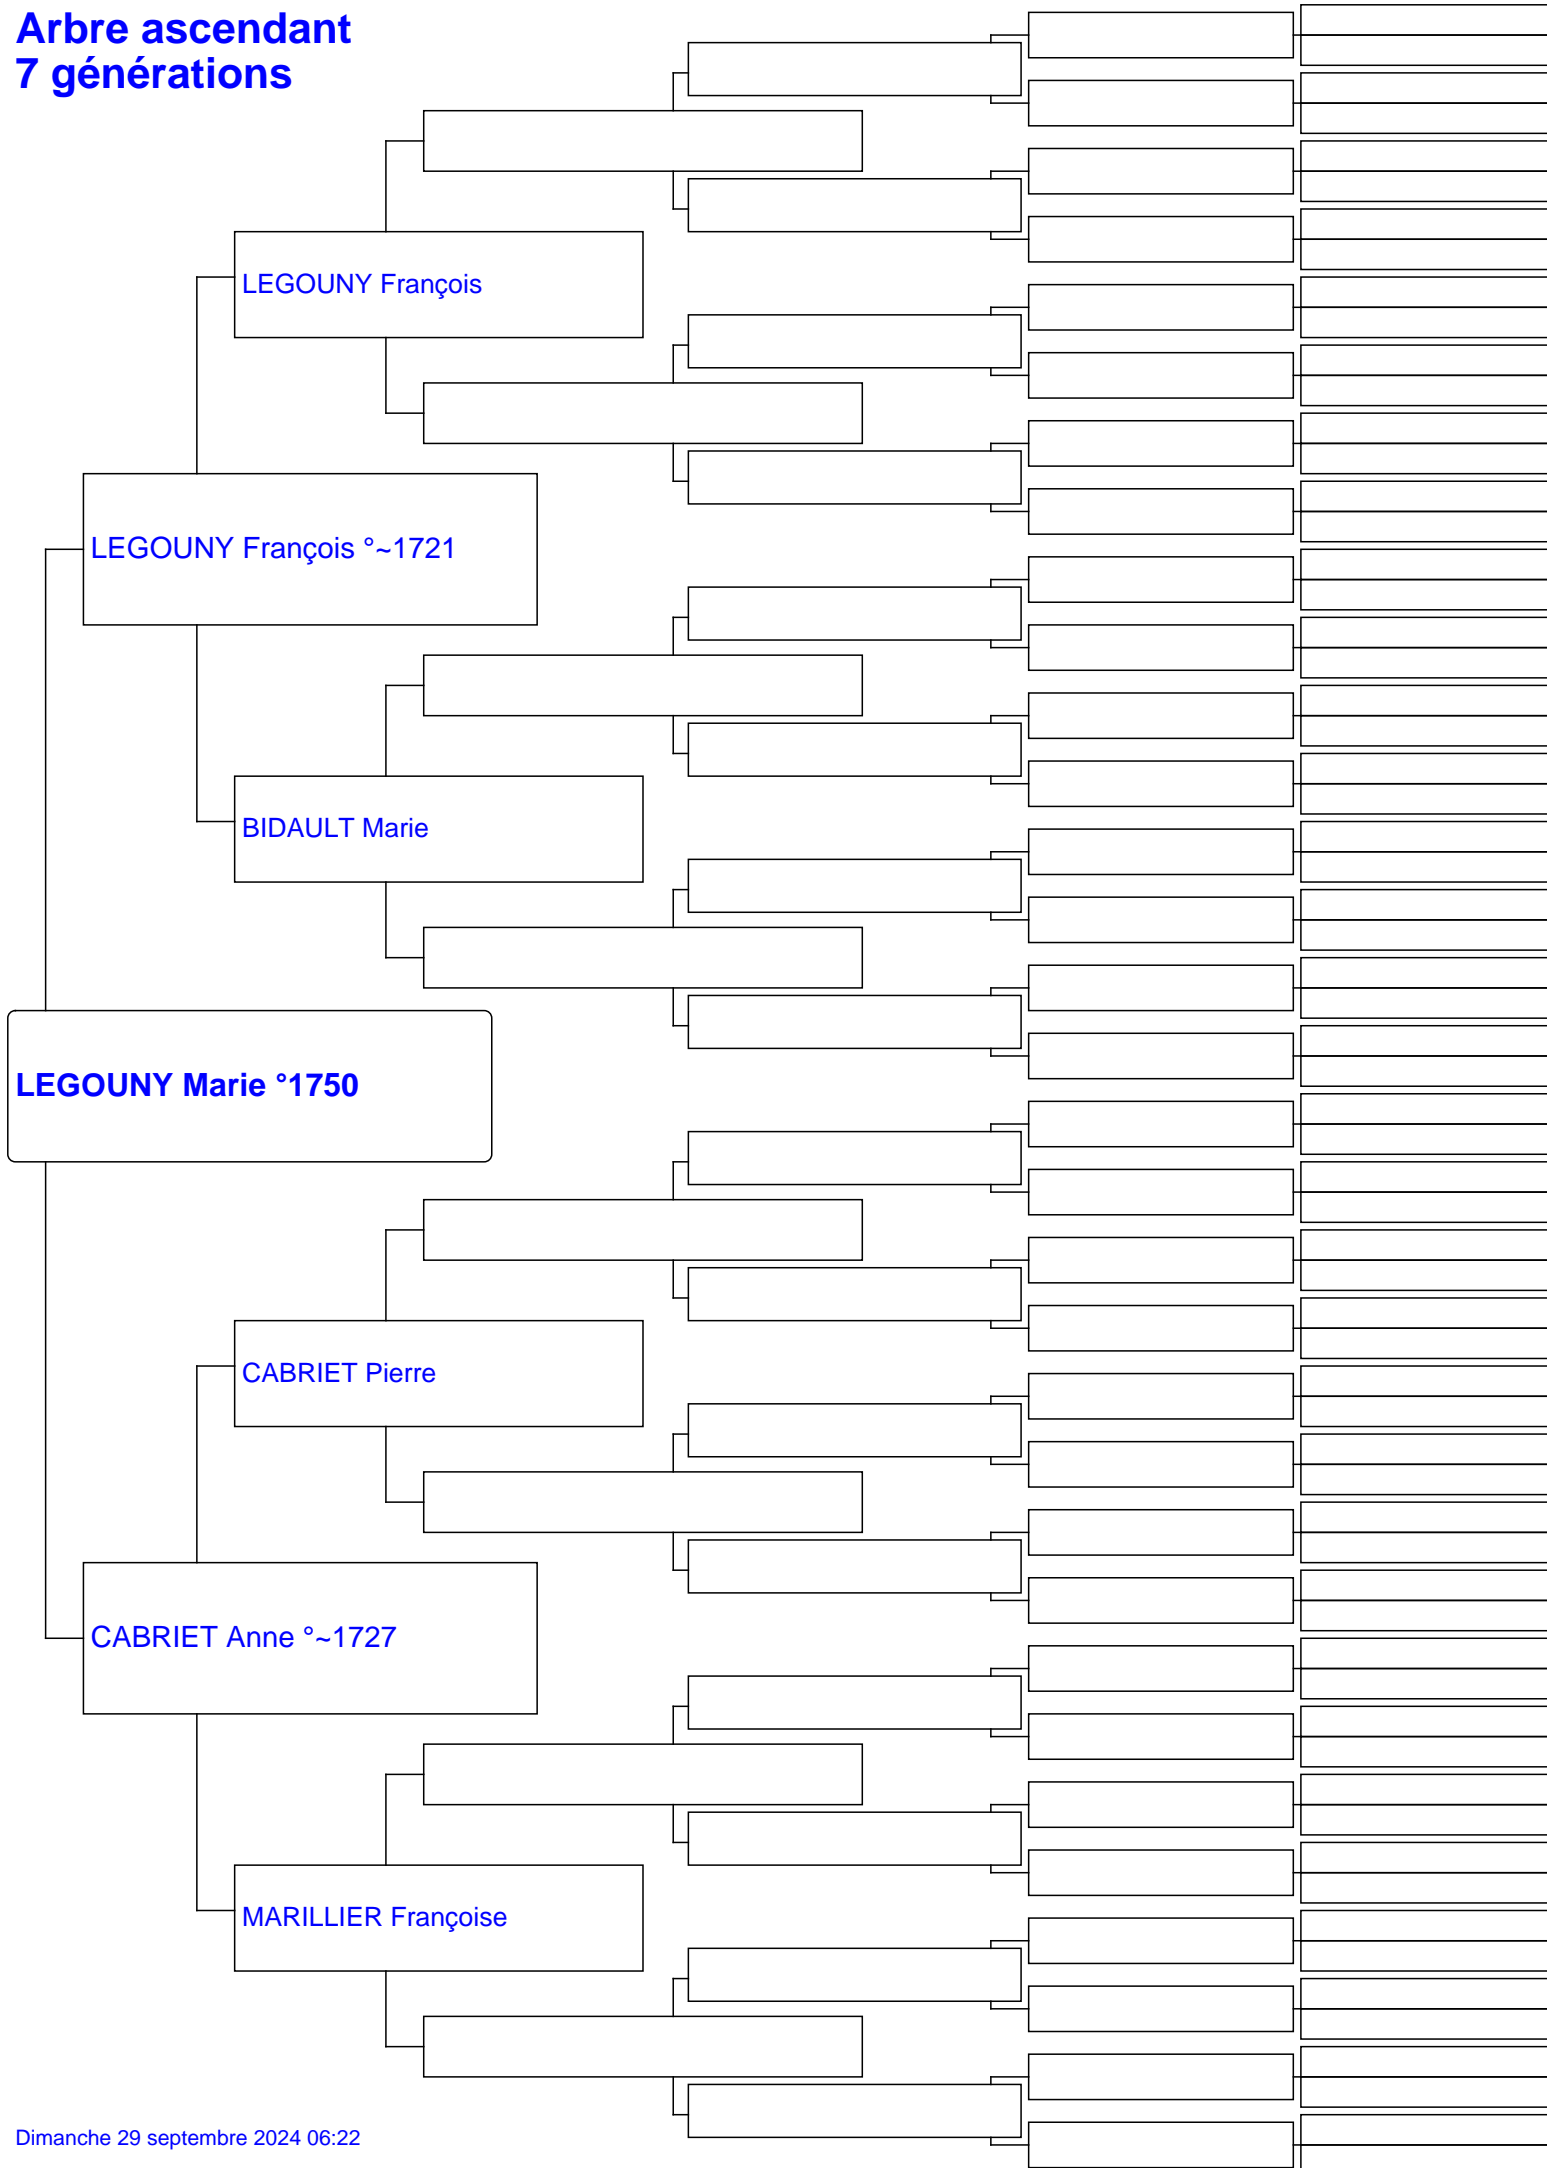 Arbre ascendant
7 générations
LEGOUNY François
LEGOUNY François °~1721
BIDAULT Marie
LEGOUNY Marie °1750
CABRIET Pierre
CABRIET Anne °~1727
MARILLIER Françoise
Dimanche 29 septembre 2024 06:22